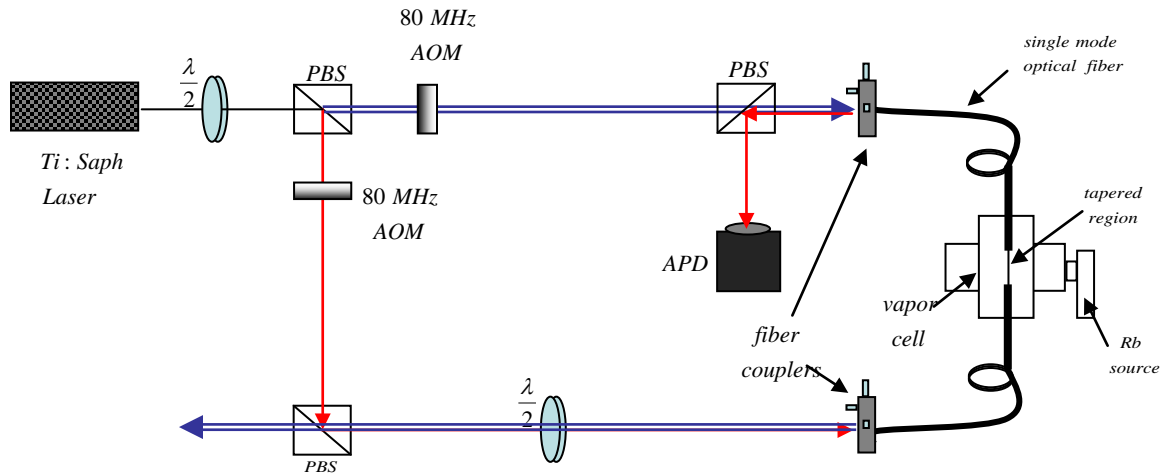 80 MHz
AOM
single mode
optical fiber
λ
2
PBS
PBS
Ti : Saph
Laser
80 MHz
AOM
tapered
region
APD
vapor
cell
fiber
couplers
Rb
source
λ
2
PBS